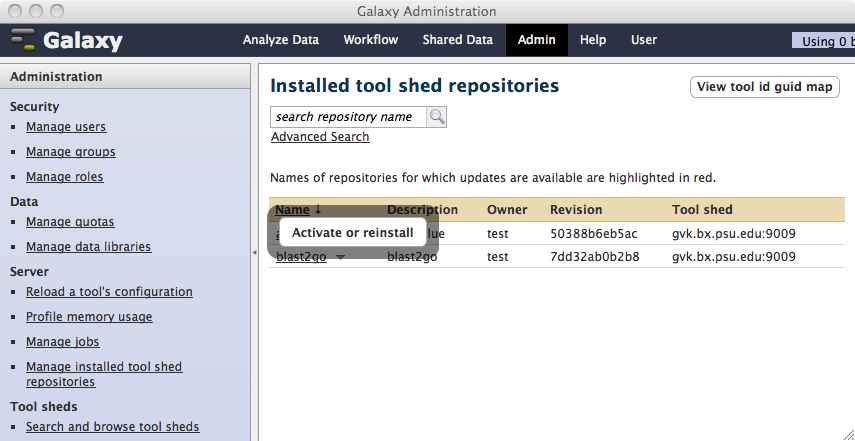 Galaxy Administration
Galaxy
Analyze Data Workflow Shared Data Admin Help User Using 0 b
Administration
Security
Manage users
Manage groups
Manage roles
Data
Manage quotas
Manage data libraries
Server
Reload a tool's configuration
Profile memory usage
Manage jobs
Manage installed tool shed
repositories
Tool sheds
Search and browse tool sheds
Installed tool shed repositories
View tool id guid map
search repository name
Advanced Search
Names of repositories for which updates are available are highlighted in red.
Name ↓ Description Owner Revision Tool shed
Activate or reinstall
test 50388b6eb5ac gvk.bx.psu.edu:9009
blast2go blast2go test 7dd32ab0b2b8 gvk.bx.psu.edu:9009